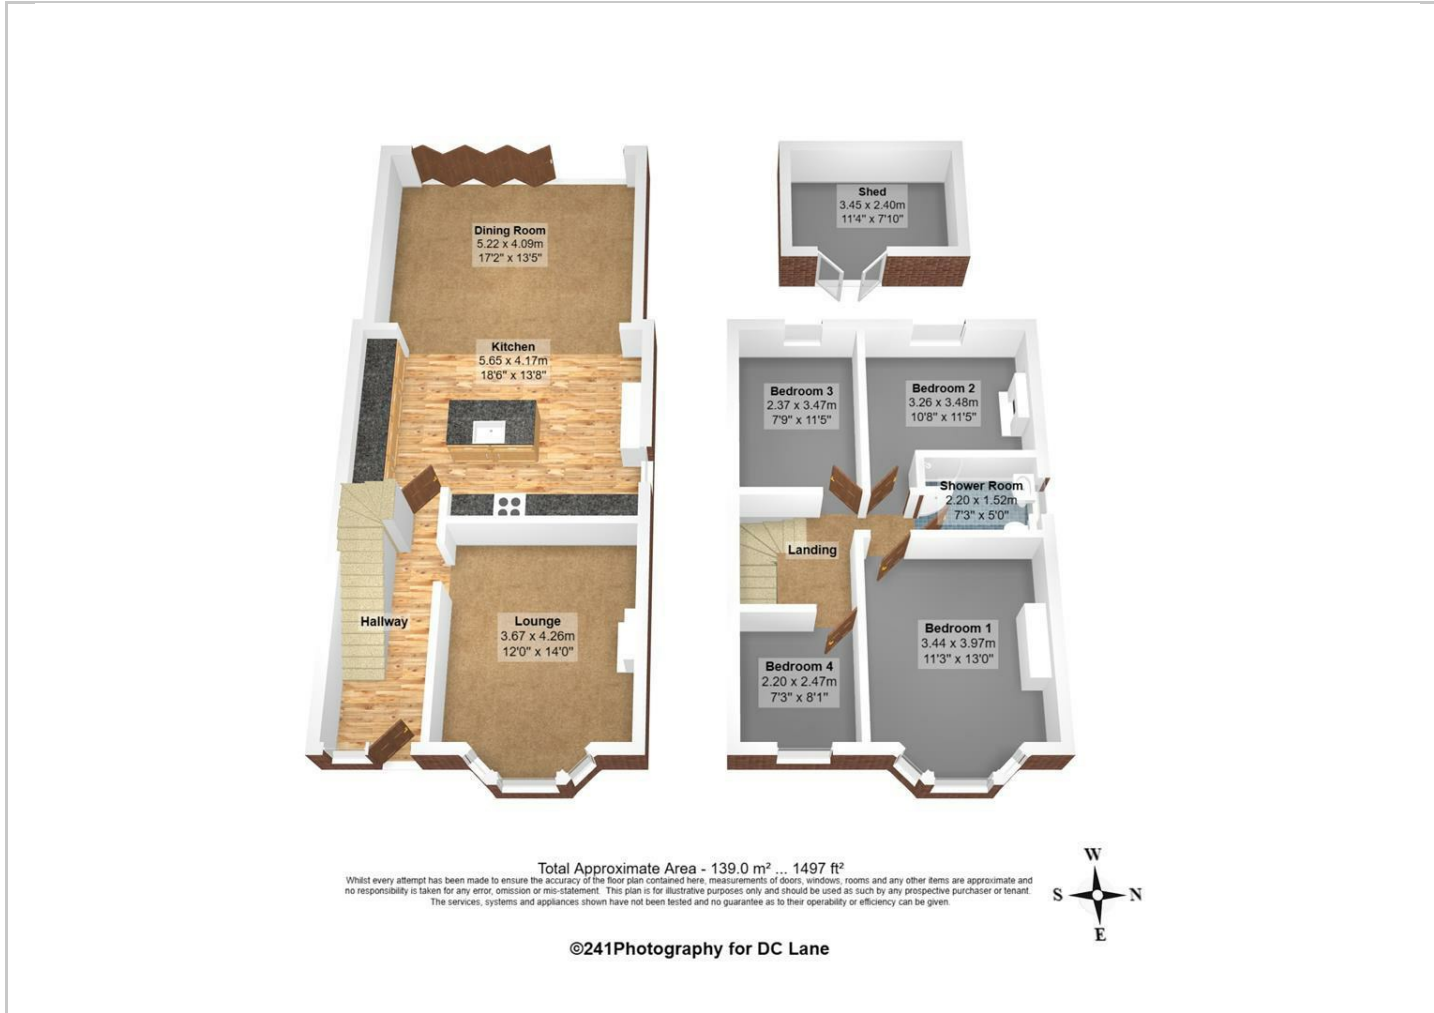 Dining Room
5.22 x 4.09m
17'2" x 13'5"
Kitchen
5.65 x 4.17m
18'6" x 13'8"
Hallway
Lounge
3.67 x 4.26m
12'0" x 14'0"
Shed
3.45 x 2.40m
11'4" x 7'10"
Bedroom 3
2.37 x 3.47m
7'9" x 11'5"
Bedroom 2
3.26 x 3.48m
10'8" x 11'5"
Shower Room
2.20 x 1.52m
7'3" x 5'0"
Landing
Bedroom 1
3.44 x 3.97m
11'3" x 13'0"
Bedroom 4
2.20 x 2.47m
7'3" x 8'1"
Total Approximate Area - 139.0 m² ... 1497 ft²
Whilst every attempt has been made to ensure the accuracy of the floor plan contained here, measurements of doors, windows, rooms and any other items are approximate and
no responsibility is taken for any error, omission or mis-statement. This plan is for illustrative purposes only and should be used as such by any prospective purchaser or tenant.
The services, systems and appliances shown have not been tested and no guarantee as to their operability or efficiency can be given.
W
S N
E
©241Photography for DC Lane